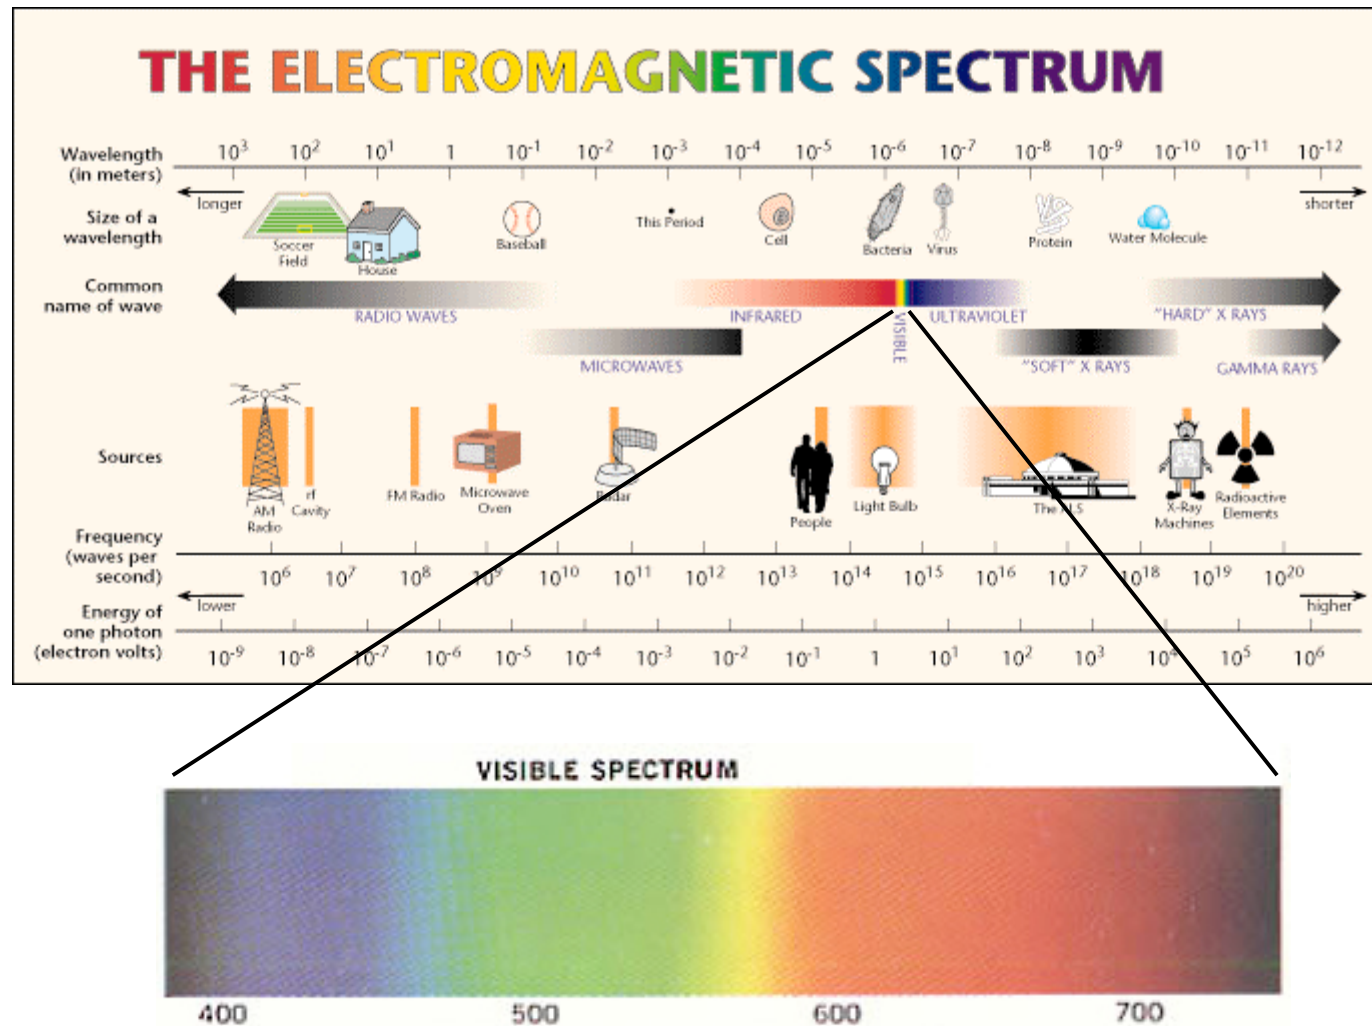 THE ELECTROMAGNETIC SPECTRUM
Wavelength
(in meters)
10³ 10² 10¹ 1 10⁻¹ 10⁻² 10⁻³ 10⁻⁴ 10⁻⁵ 10⁻⁶ 10⁻⁷ 10⁻⁸ 10⁻⁹ 10⁻¹⁰ 10⁻¹¹ 10⁻¹²
longer
shorter
Size of a
wavelength
Soccer
Field
House
Baseball
This Period
Cell
Bacteria
Virus
Protein
Water Molecule
Common
name of wave
RADIO WAVES
INFRARED
VISIBLE
ULTRAVIOLET
"HARD" X RAYS
MICROWAVES
"SOFT" X RAYS
GAMMA RAYS
Sources
AM
Radio
rf
Cavity
FM Radio
Microwave
Oven
Radar
People
Light Bulb
The ALS
X-Ray
Machines
Radioactive
Elements
Frequency
(waves per
second)
10⁶ 10⁷ 10⁸ 10⁹ 10¹⁰ 10¹¹ 10¹² 10¹³ 10¹⁴ 10¹⁵ 10¹⁶ 10¹⁷ 10¹⁸ 10¹⁹ 10²⁰
lower
higher
Energy of
one photon
(electron volts)
10⁻⁹ 10⁻⁸ 10⁻⁷ 10⁻⁶ 10⁻⁵ 10⁻⁴ 10⁻³ 10⁻² 10⁻¹ 1 10¹ 10² 10³ 10⁴ 10⁵ 10⁶
VISIBLE SPECTRUM
400 500 600 700